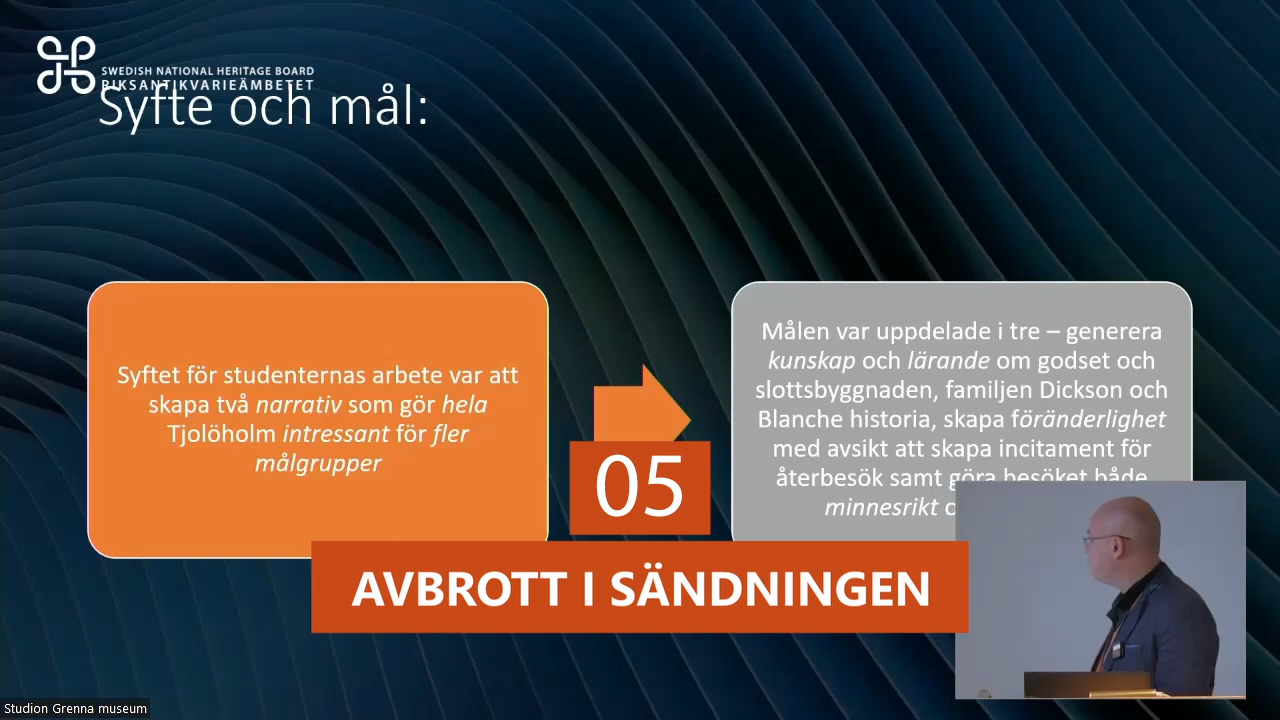 SWEDISH NATIONAL HERITAGE BOARD
RIKSANTIKVARIEÄMBETET
Syfte och mål:
Syftet för studenternas arbete var att
skapa två narrativ som gör hela
Tjolöholm intressant för fler
målgrupper
Målen var uppdelade i tre – generera
kunskap och lärande om godset och
slottsbyggnaden, familjen Dickson och
Blanche historia, skapa föränderlighet
med avsikt att skapa incitament för
återbesök samt göra besöket både
minnesrikt
05
AVBROTT I SÄNDNINGEN
Studion Grenna museum